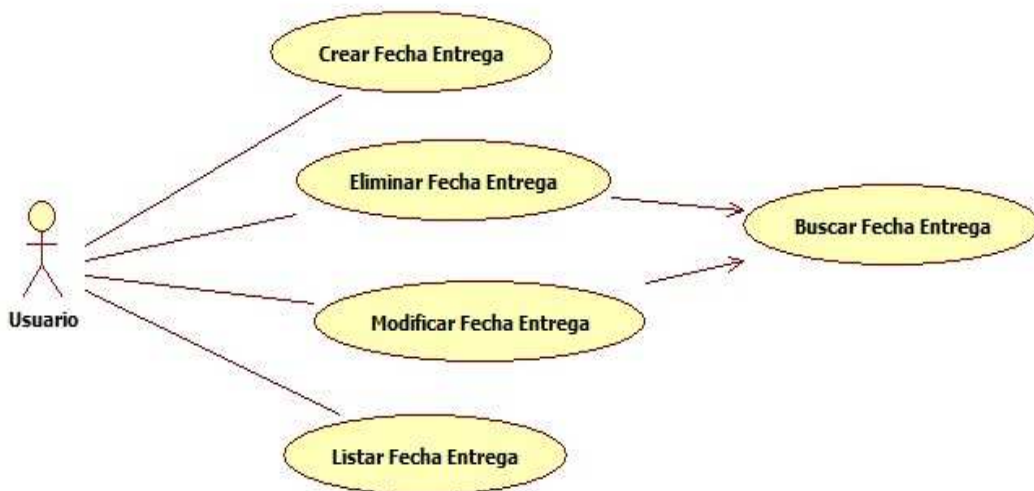 Crear Fecha Entrega
Eliminar Fecha Entrega
Buscar Fecha Entrega
Usuario
Modificar Fecha Entrega
Listar Fecha Entrega